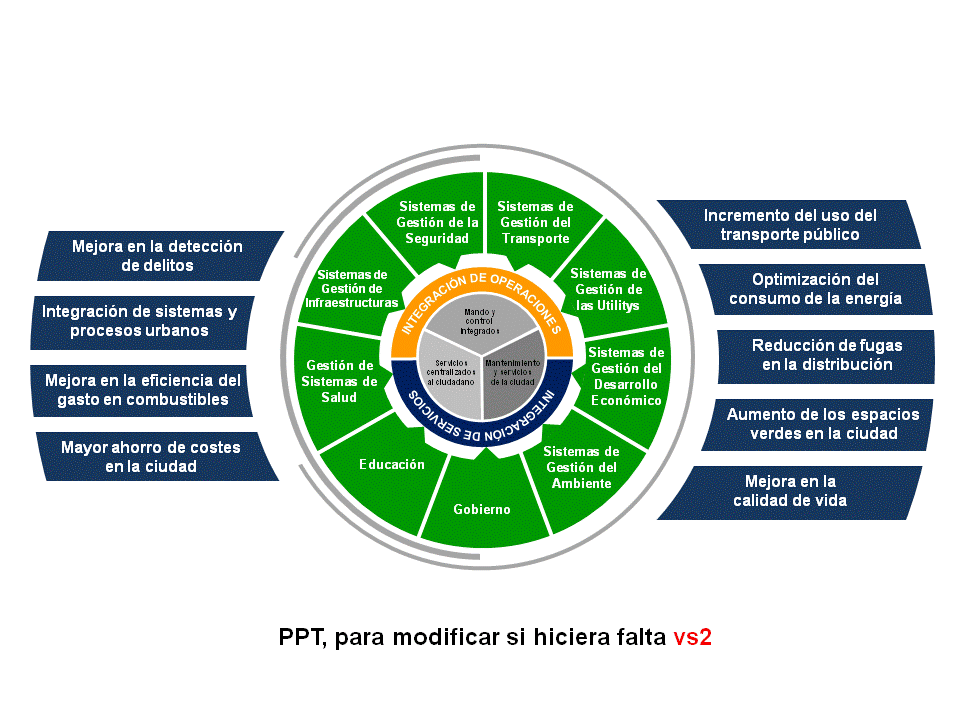 Mejora en la detección
de delitos
Integración de sistemas y
procesos urbanos
Mejora en la eficiencia del
gasto en combustibles
Mayor ahorro de costes
en la ciudad
Sistemas de
Gestión de la
Seguridad
Sistemas de
Gestión del
Transporte
Sistemas de
Gestión de
las Utilitys
Sistemas de
Gestión del
Desarrollo
Económico
Sistemas de
Gestión del
Ambiente
Gobierno
Educación
Gestión de
Sistemas de
Salud
Sistemas de
Gestión de
Infraestructuras
INTEGRACIÓN DE OPERACIONES
INTEGRACIÓN DE SERVICIOS
Mando y
control
Integrados
Servicios
centralizados
al ciudadano
Mantenimiento
y servicios
de la ciudad
Incremento del uso del
transporte público
Optimización del
consumo de la energía
Reducción de fugas
en la distribución
Aumento de los espacios
verdes en la ciudad
Mejora en la
calidad de vida
PPT, para modificar si hiciera falta vs2